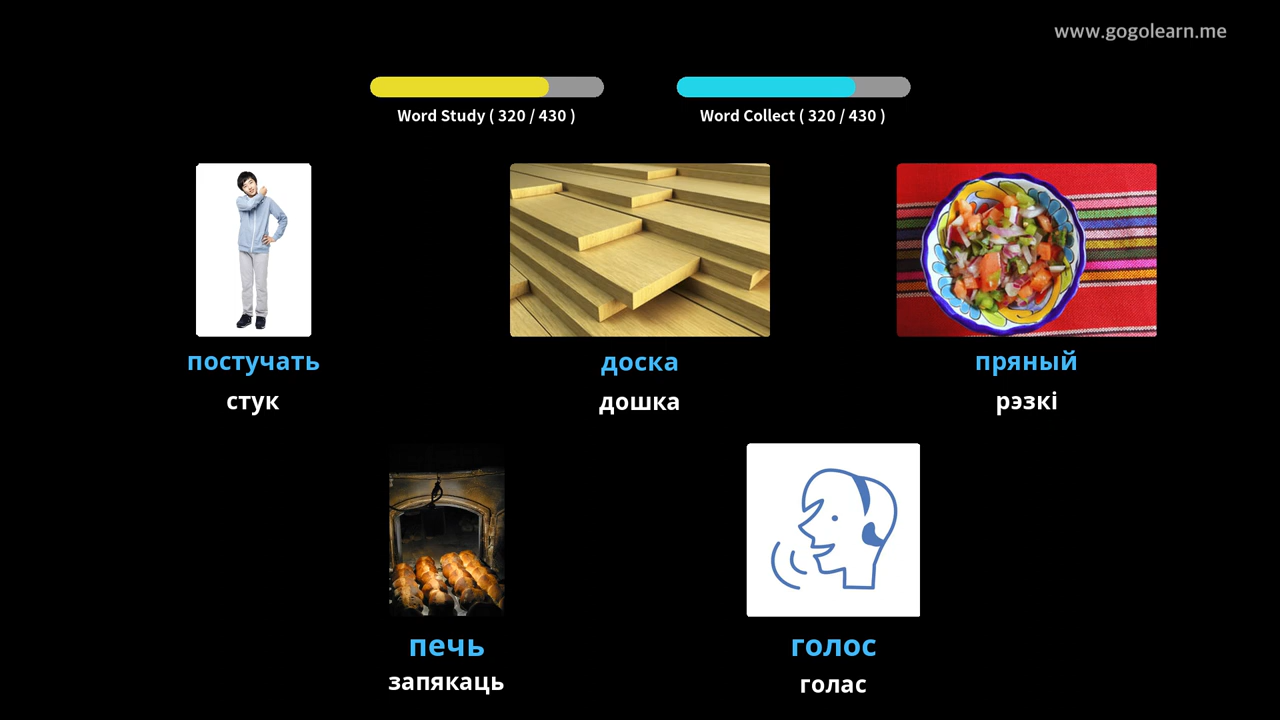 www.gogolearn.me
Word Study ( 320 / 430 )
Word Collect ( 320 / 430 )
постучать
стук
доска
дошка
пряный
рэзкі
печь
запякаць
голос
голас